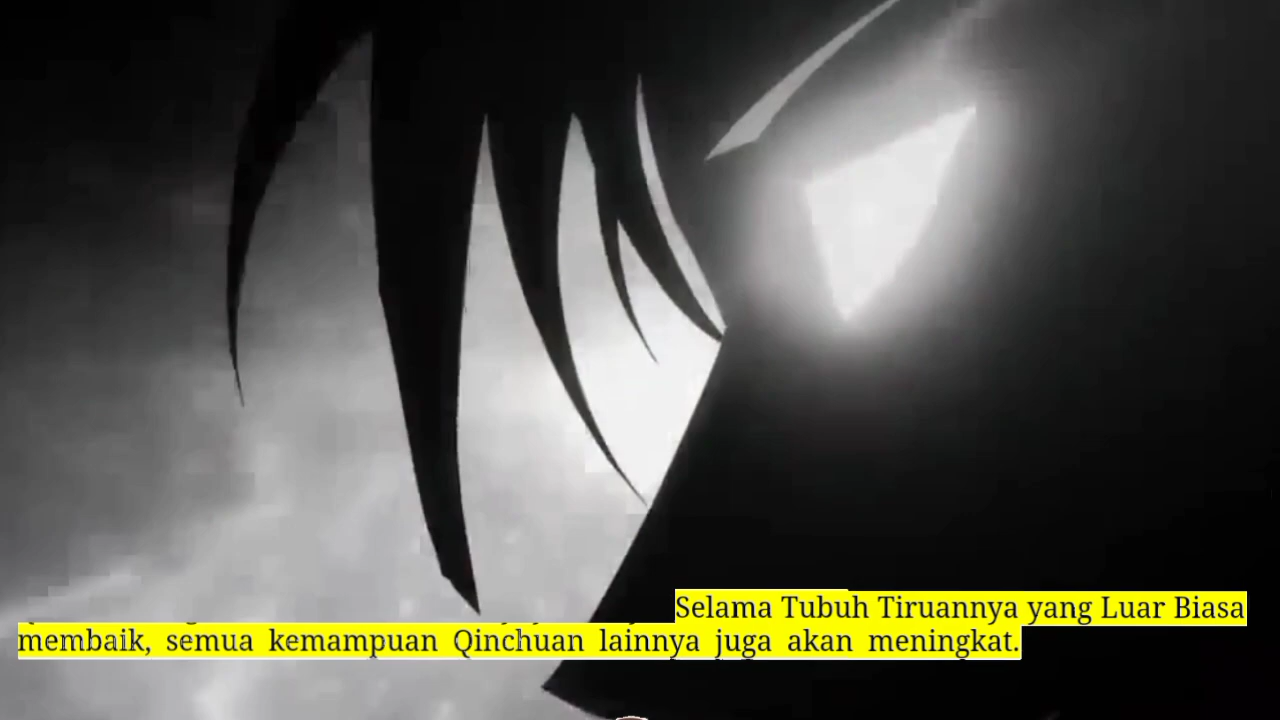 Selama Tubuh Tiruannya yang Luar Biasa
membaik, semua kemampuan Qinchuan lainnya juga akan meningkat.